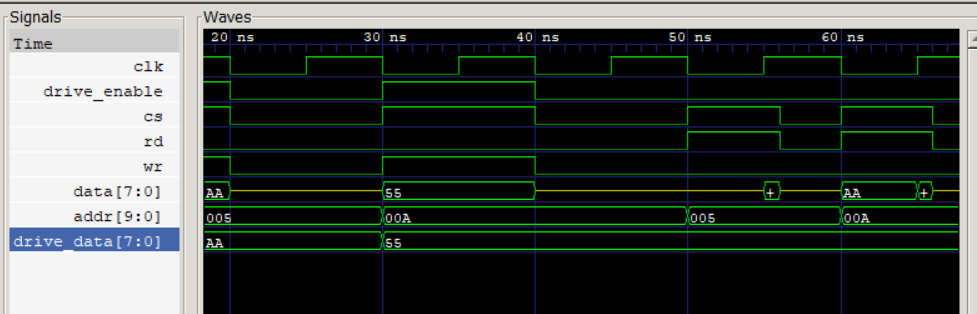 Signals
Waves
Time
20 ns 30 ns 40 ns 50 ns 60 ns
clk
drive_enable
cs
rd
wr
data[7:0] AA 55 + AA +
addr[9:0] 005 00A 005 00A
drive_data[7:0] AA 55